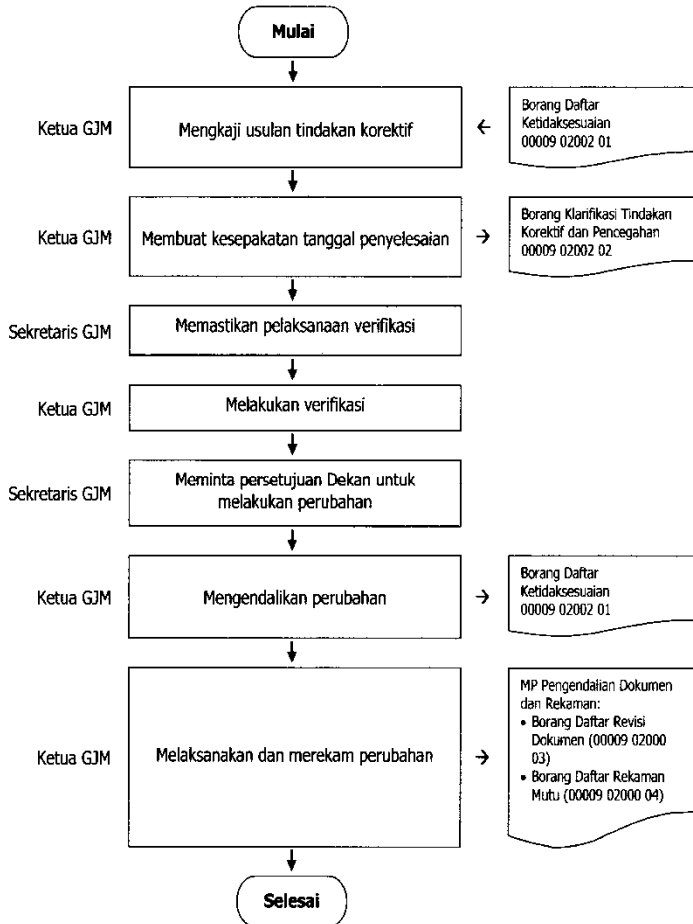 Mulai
Ketua GJM
Mengkaji usulan tindakan korektif
←
Borang Daftar
Ketidaksesuaian
00009 02002 01
Ketua GJM
Membuat kesepakatan tanggal penyelesaian
→
Borang Klarifikasi Tindakan
Korektif dan Pencegahan
00009 02002 02
Sekretaris GJM
Memastikan pelaksanaan verifikasi
Ketua GJM
Melakukan verifikasi
Sekretaris GJM
Meminta persetujuan Dekan untuk
melakukan perubahan
Ketua GJM
Mengendalikan perubahan
→
Borang Daftar
Ketidaksesuaian
00009 02002 01
Ketua GJM
Melaksanakan dan merekam perubahan
→
MP Pengendalian Dokumen
dan Rekaman:
• Borang Daftar Revisi
Dokumen (00009 02000
03)
• Borang Daftar Rekaman
Mutu (00009 02000 04)
Selesai